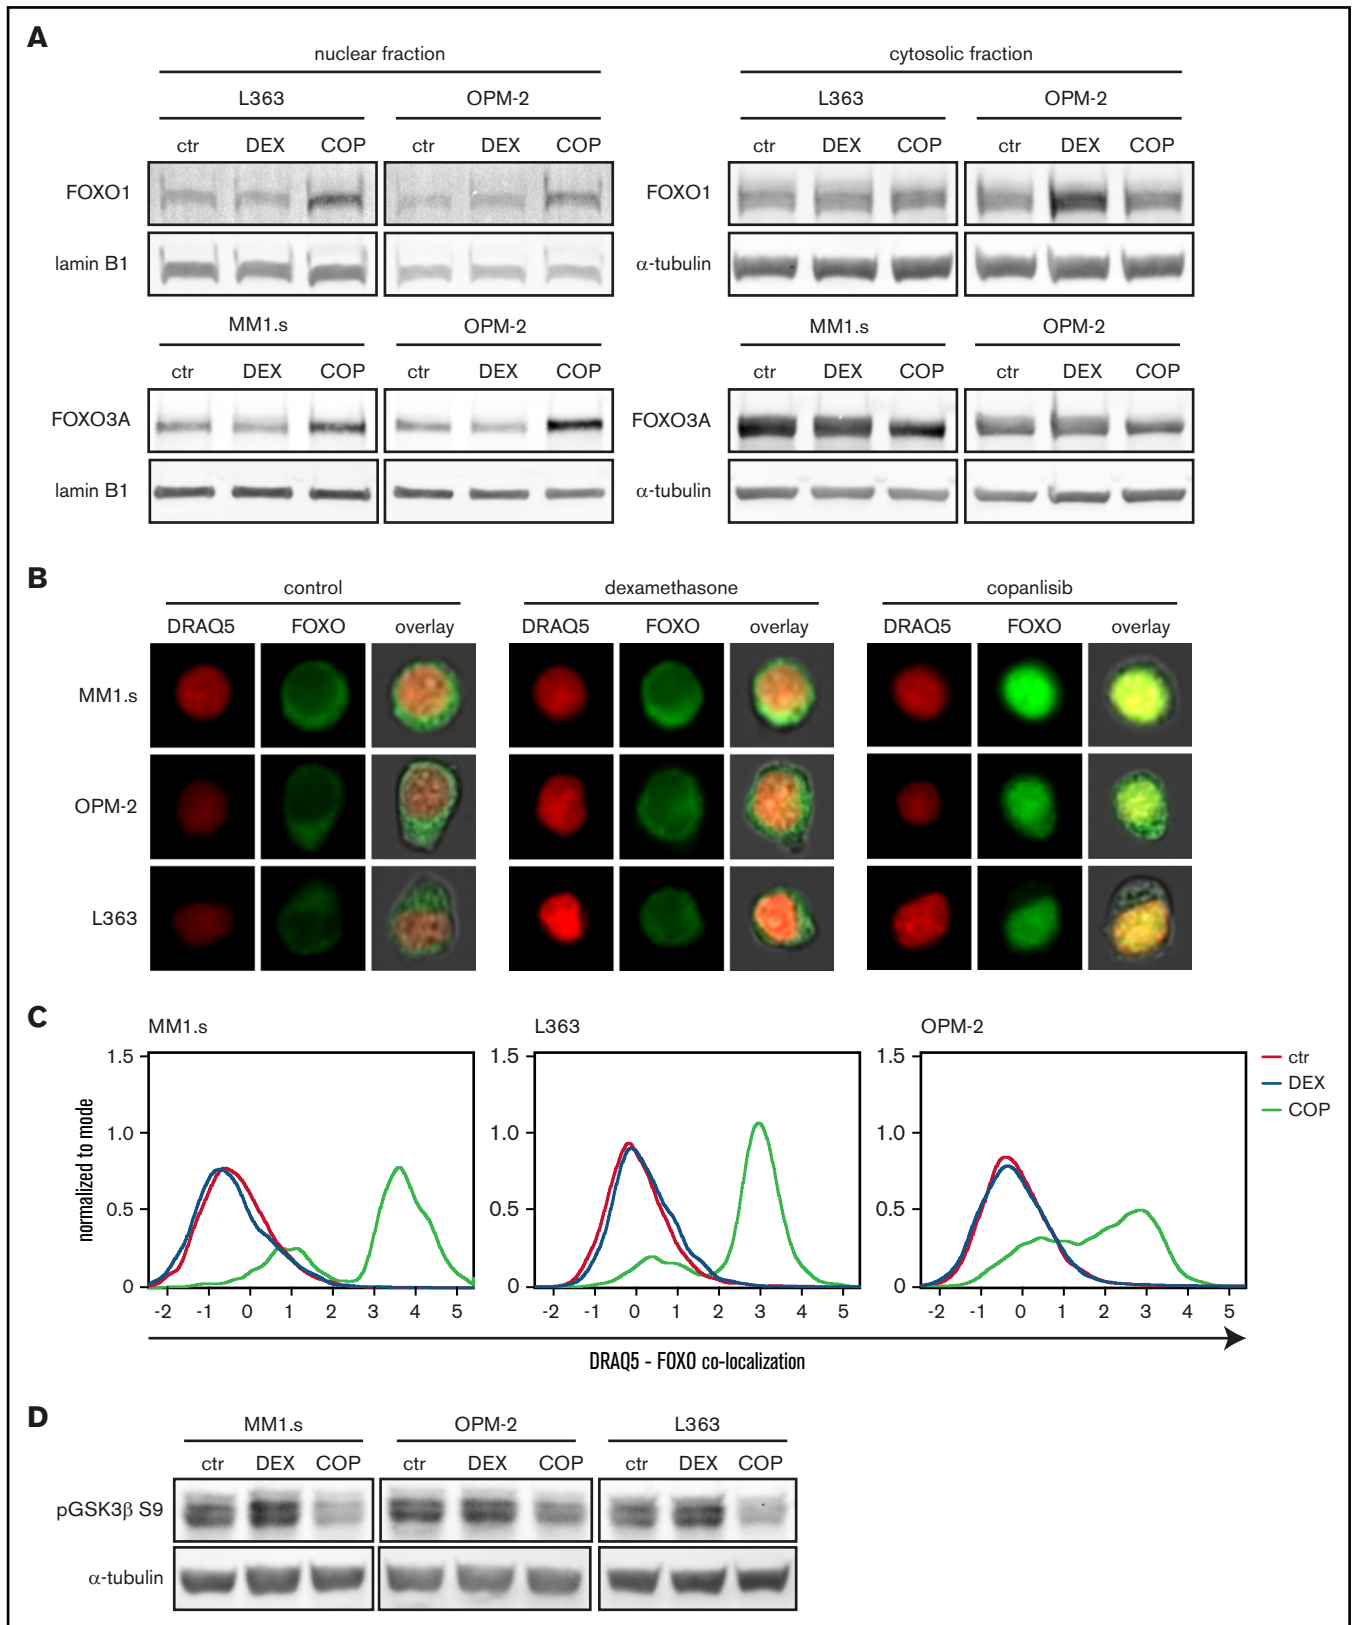 A
nuclear fraction
cytosolic fraction
L363 OPM-2 L363 OPM-2
ctr DEX COP ctr DEX COP ctr DEX COP ctr DEX COP
FOXO1 FOXO1
lamin B1 α-tubulin
MM1.s OPM-2 MM1.s OPM-2
ctr DEX COP ctr DEX COP ctr DEX COP ctr DEX COP
FOXO3A FOXO3A
lamin B1 α-tubulin
B
control dexamethasone copanlisib
DRAQ5 FOXO overlay DRAQ5 FOXO overlay DRAQ5 FOXO overlay
MM1.s
OPM-2
L363
C
MM1.s L363 OPM-2
1.5 1.5 1.5
1.0 1.0 1.0
0.5 0.5 0.5
0 0 0
normalized to mode
-2 -1 0 1 2 3 4 5 -2 -1 0 1 2 3 4 5 -2 -1 0 1 2 3 4 5
ctr
DEX
COP
DRAQ5 - FOXO co-localization
D
MM1.s OPM-2 L363
ctr DEX COP ctr DEX COP ctr DEX COP
pGSK3β S9
α-tubulin